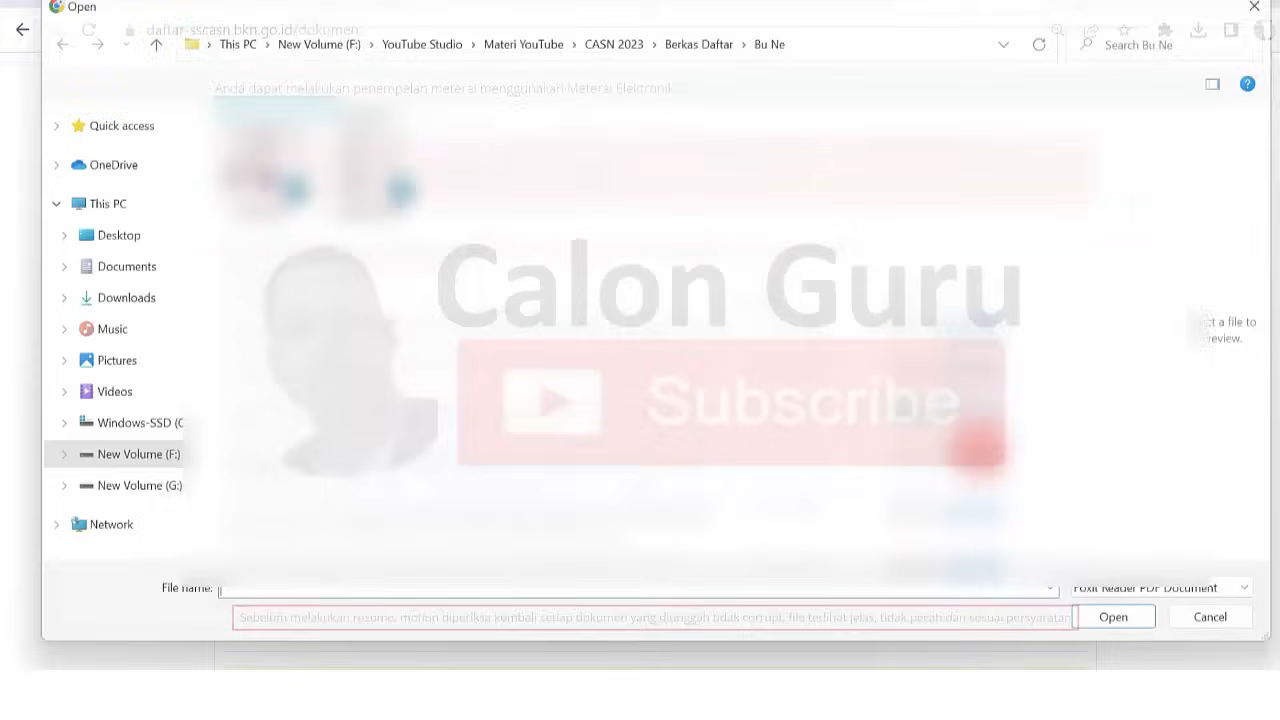 Open
daftar-sscasn.bkn.go.id/dokumen
This PC > New Volume (F:) > YouTube Studio > Materi YouTube > CASN 2023 > Berkas Daftar > Bu Ne
Search Bu Ne
Anda dapat melakukan penempelan meterai menggunakan Meterai Elektronik
Quick access
OneDrive
This PC
Desktop
Documents
Downloads
Music
Pictures
Videos
Windows-SSD (C
New Volume (F:)
New Volume (G:)
Network
Calon Guru
Subscribe
ct a file to
review.
File name:
Foxit Reader PDF Document
Sebelum melakukan resume, mohon diperiksa kembali setiap dokumen yang diunggah tidak corrupt, file terlihat jelas, tidak pecah dan sesuai persyaratan
Open
Cancel